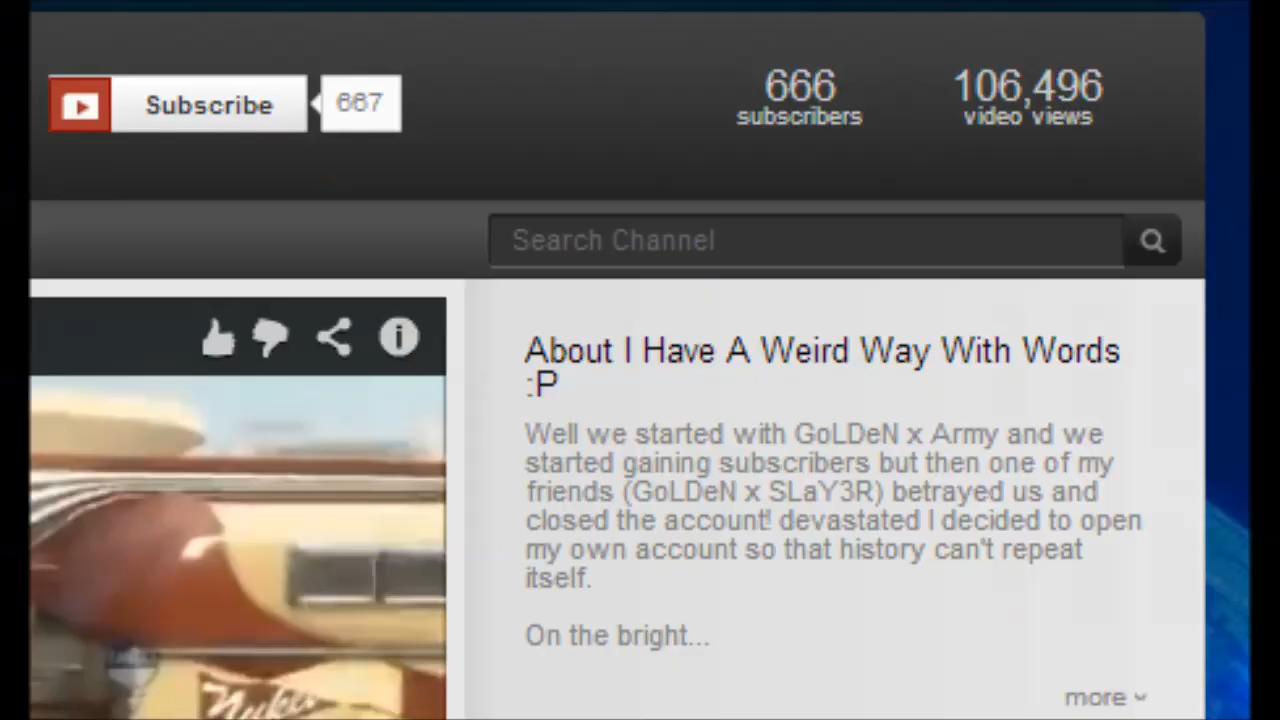 Subscribe
667
666
subscribers
106,496
video views
Search Channel
About I Have A Weird Way With Words
:P
Well we started with GoLDeN x Army and we
started gaining subscribers but then one of my
friends (GoLDeN x SLaY3R) betrayed us and
closed the account! devastated I decided to open
my own account so that history can't repeat
itself.
On the bright...
more
Nuka